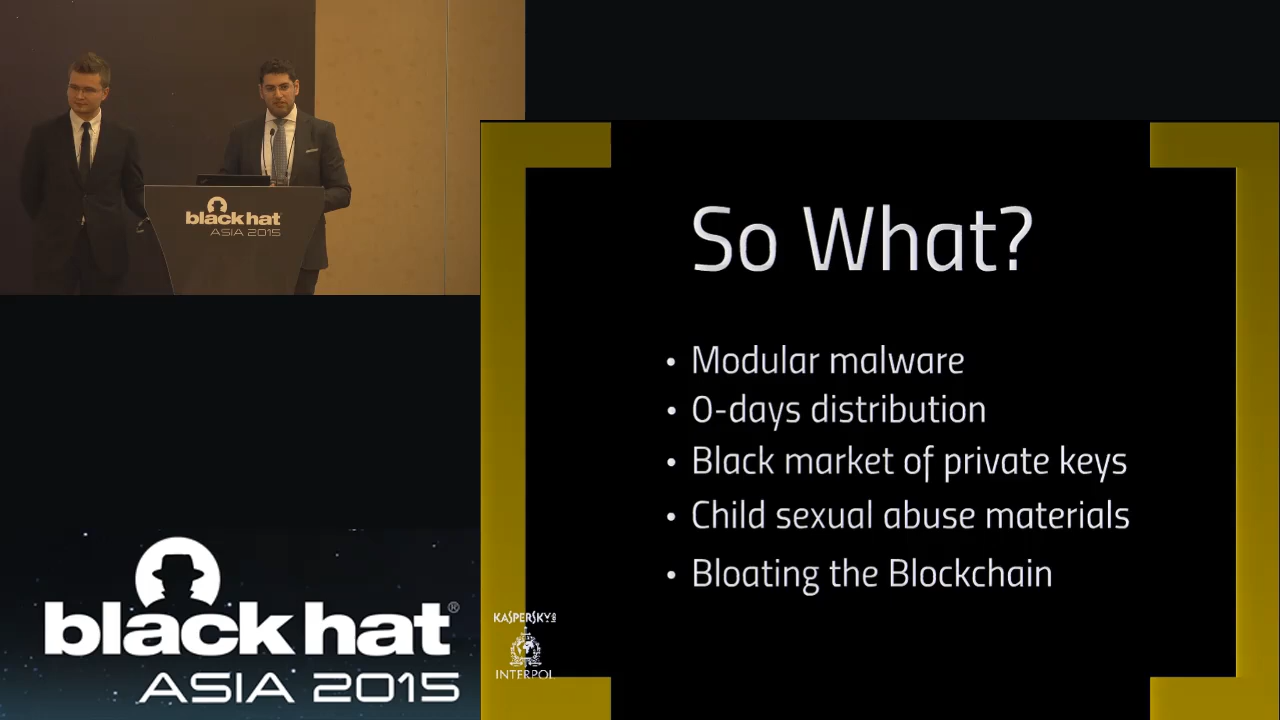 black hat
ASIA 2015
So What?
• Modular malware
• 0-days distribution
• Black market of private keys
• Child sexual abuse materials
• Bloating the Blockchain
KASPERSKY
INTERPOL
black hat®
ASIA 2015